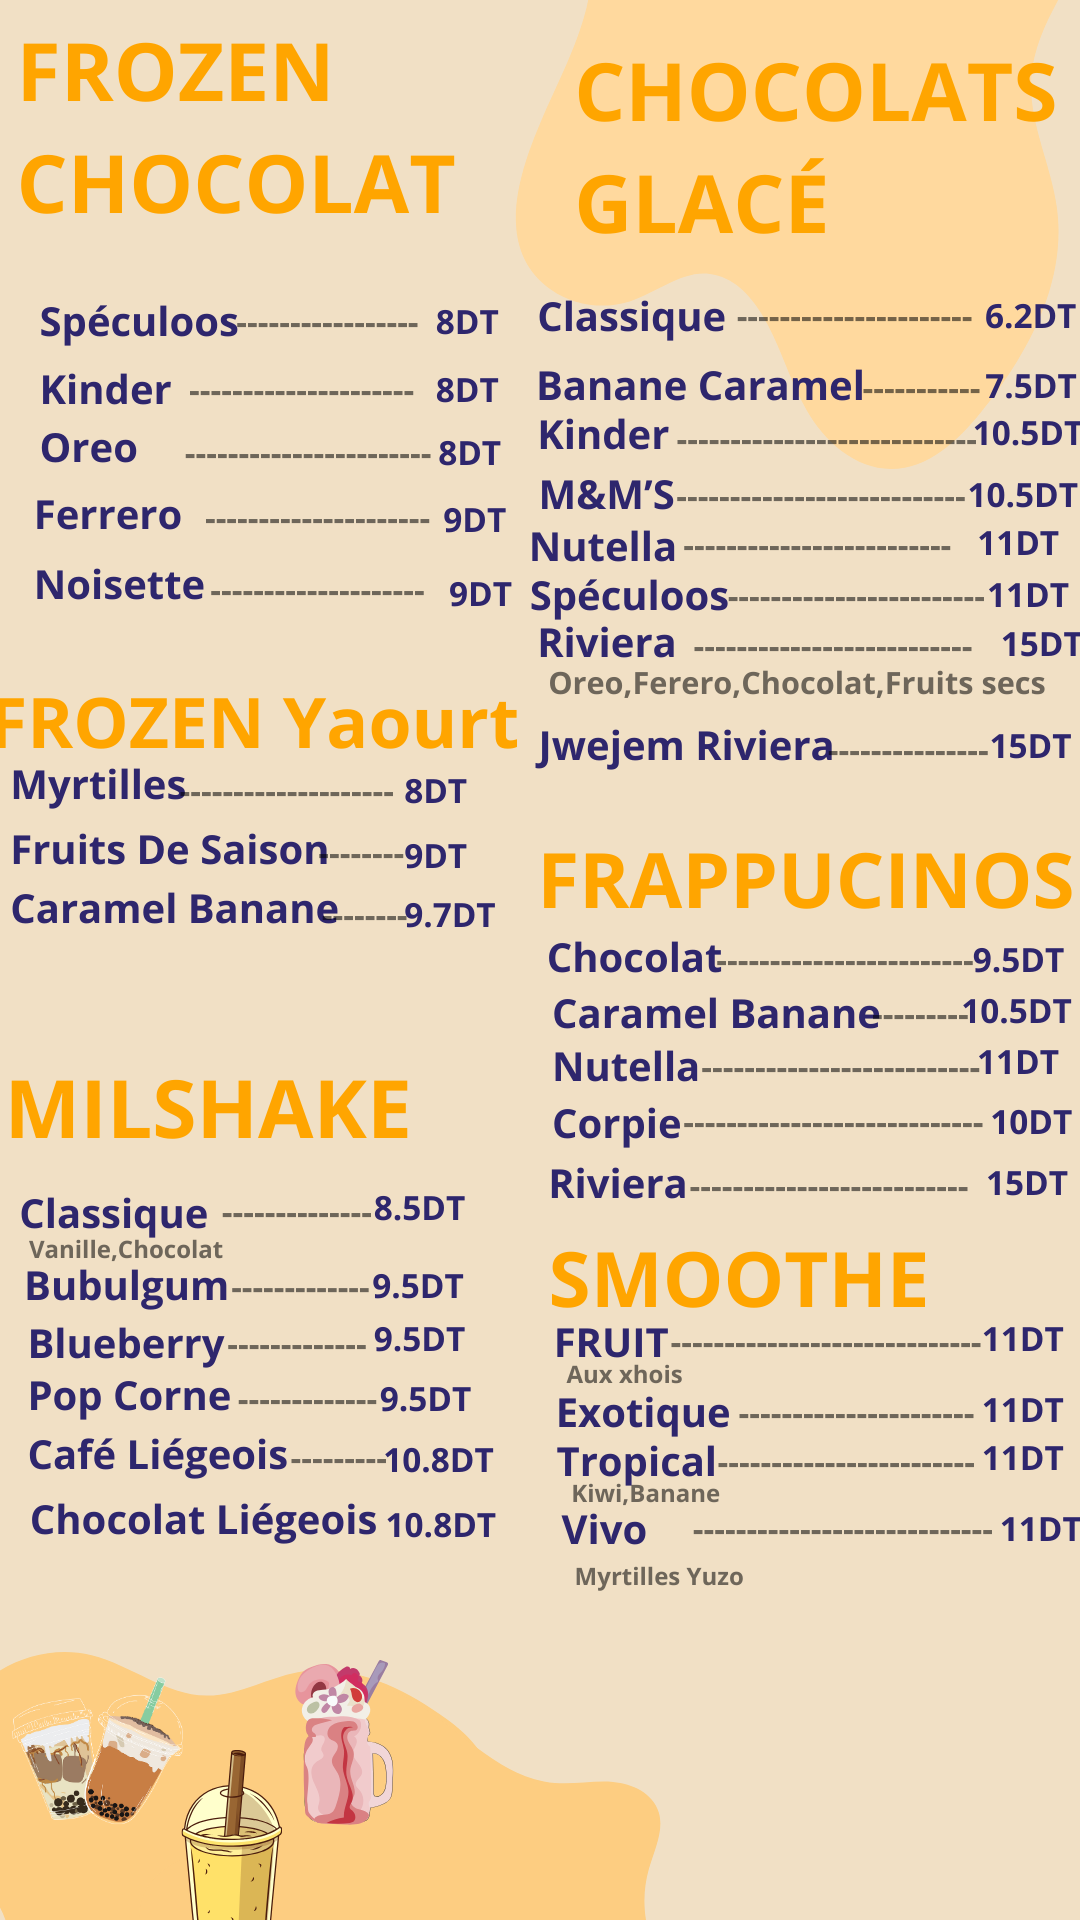 FROZEN
CHOCOLAT
Spéculoos----------------- 8DT
Kinder --------------------- 8DT
Oreo ----------------------- 8DT
Ferrero --------------------- 9DT
Noisette -------------------- 9DT
FROZEN Yaourt
Myrtilles-------------------- 8DT
Fruits De Saison--------9DT
Caramel Banane--------9.7DT
MILSHAKE
Classique --------------8.5DT
Vanille,Chocolat
Bubulgum-------------9.5DT
Blueberry------------- 9.5DT
Pop Corne -------------9.5DT
Café Liégeois---------10.8DT
Chocolat Liégeois 10.8DT
CHOCOLATS
GLACÉ
Classique ---------------------- 6.2DT
Banane Caramel-----------7.5DT
Kinder ----------------------------10.5DT
M&M’S---------------------------10.5DT
Nutella ------------------------- 11DT
Spéculoos------------------------11DT
Riviera -------------------------- 15DT
Oreo,Ferero,Chocolat,Fruits secs
Jwejem Riviera---------------15DT
FRAPPUCINOS
Chocolat------------------------9.5DT
Caramel Banane---------10.5DT
Nutella--------------------------11DT
Corpie---------------------------- 10DT
Riviera-------------------------- 15DT
SMOOTHE
FRUIT-----------------------------11DT
Aux xhois
Exotique ---------------------- 11DT
Tropical------------------------ 11DT
Kiwi,Banane
Vivo ---------------------------- 11DT
Myrtilles Yuzo